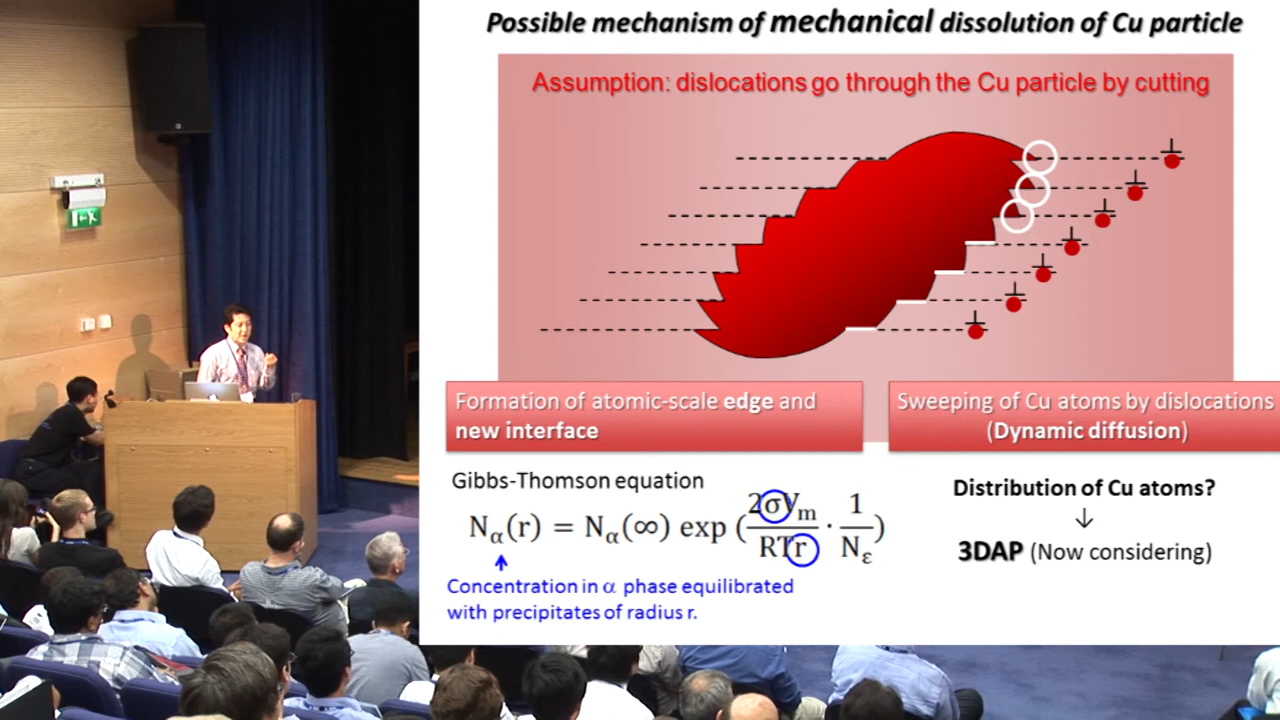 Possible mechanism of mechanical dissolution of Cu particle
Assumption: dislocations go through the Cu particle by cutting
Formation of atomic-scale edge and
new interface
Sweeping of Cu atoms by dislocations
(Dynamic diffusion)
Gibbs-Thomson equation
Nα(r) = Nα(∞) exp (2σVm/RTr · 1/Nε)
Concentration in α phase equilibrated
with precipitates of radius r.
Distribution of Cu atoms?
↓
3DAP (Now considering)